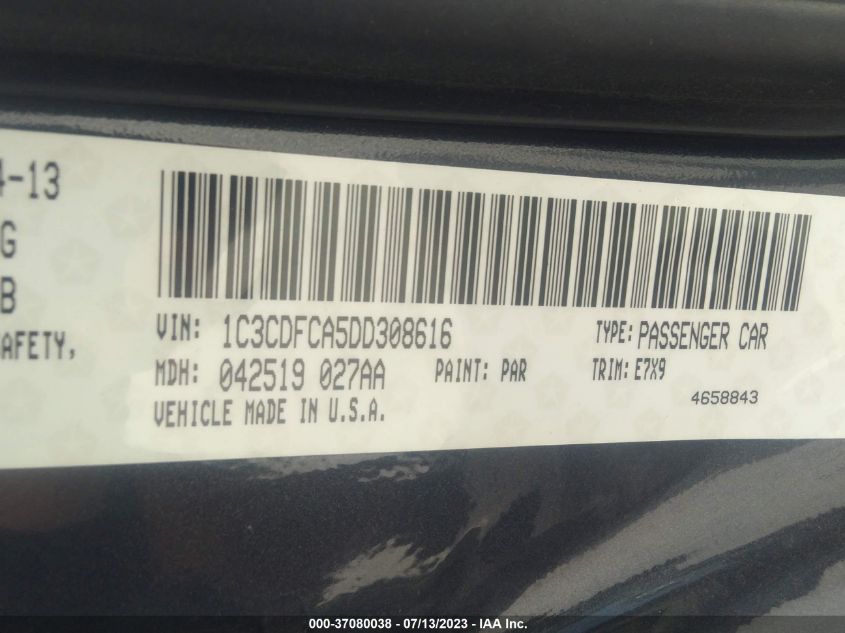 4-13
G
B
AFETY,
VIN: 1C3CDFCA5DD308616 TYPE: PASSENGER CAR
MDH: 042519 027AA PAINT: PAR TRIM: E7X9
VEHICLE MADE IN U.S.A. 4658843
000-37080038 - 07/13/2023 - IAA Inc.